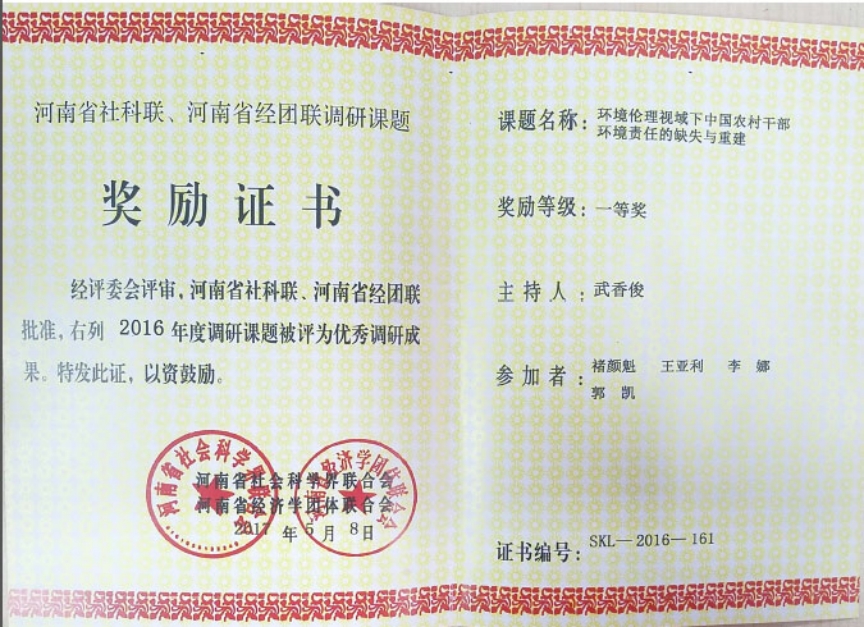 河南省社科联、河南省经团联调研课题
奖励证书
经评委会评审，河南省社科联、河南省经团联
批准，右列 2016 年度调研课题被评为优秀调研成
果。特发此证，以资鼓励。
河南省社会科学界联合会
河南省经济学团体联合会
2017 年 5 月 8 日
课题名称：环境伦理视域下中国农村干部
环境责任的缺失与重建
奖励等级：一等奖
主持人：武香俊
参加者：褚颜魁 王亚利 李娜
郭凯
证书编号：SKL—2016—161